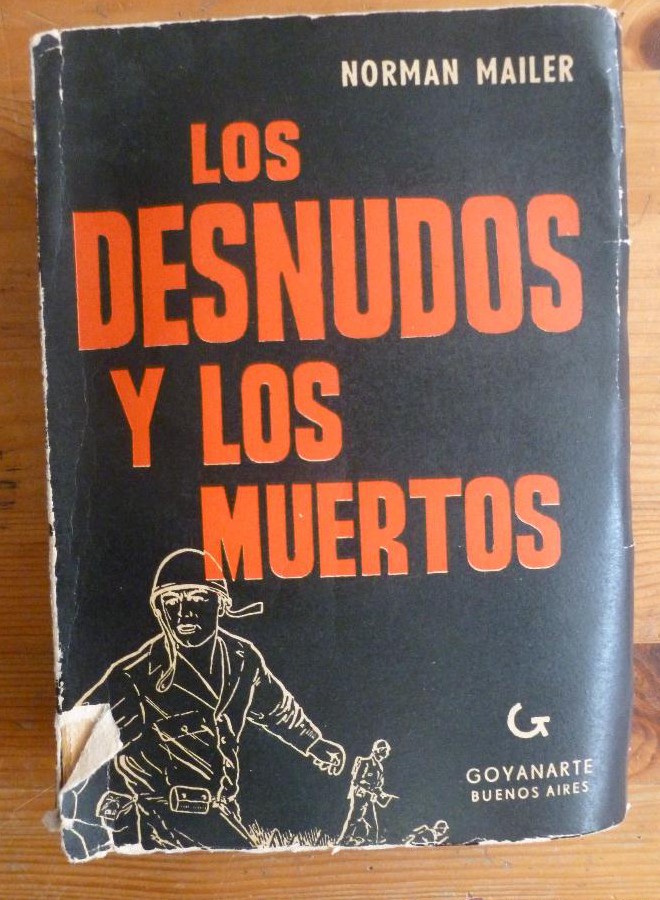 NORMAN MAILER
LOS
DESNUDOS
Y LOS
MUERTOS
G
GOYANARTE
BUENOS AIRES